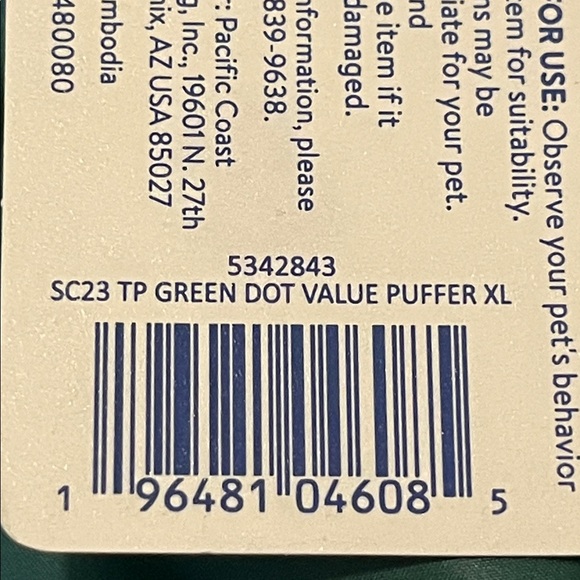 FOR USE: Observe your pet's behavior
tem for suitability.
ns may be
iate for your pet.
nd
e item if it
damaged.
nformation, please
839-9638.
: Pacific Coast
g, Inc., 19601 N. 27th
nix, AZ USA 85027
mbodia
480080
5342843
SC23 TP GREEN DOT VALUE PUFFER XL
1 96481 04608 5